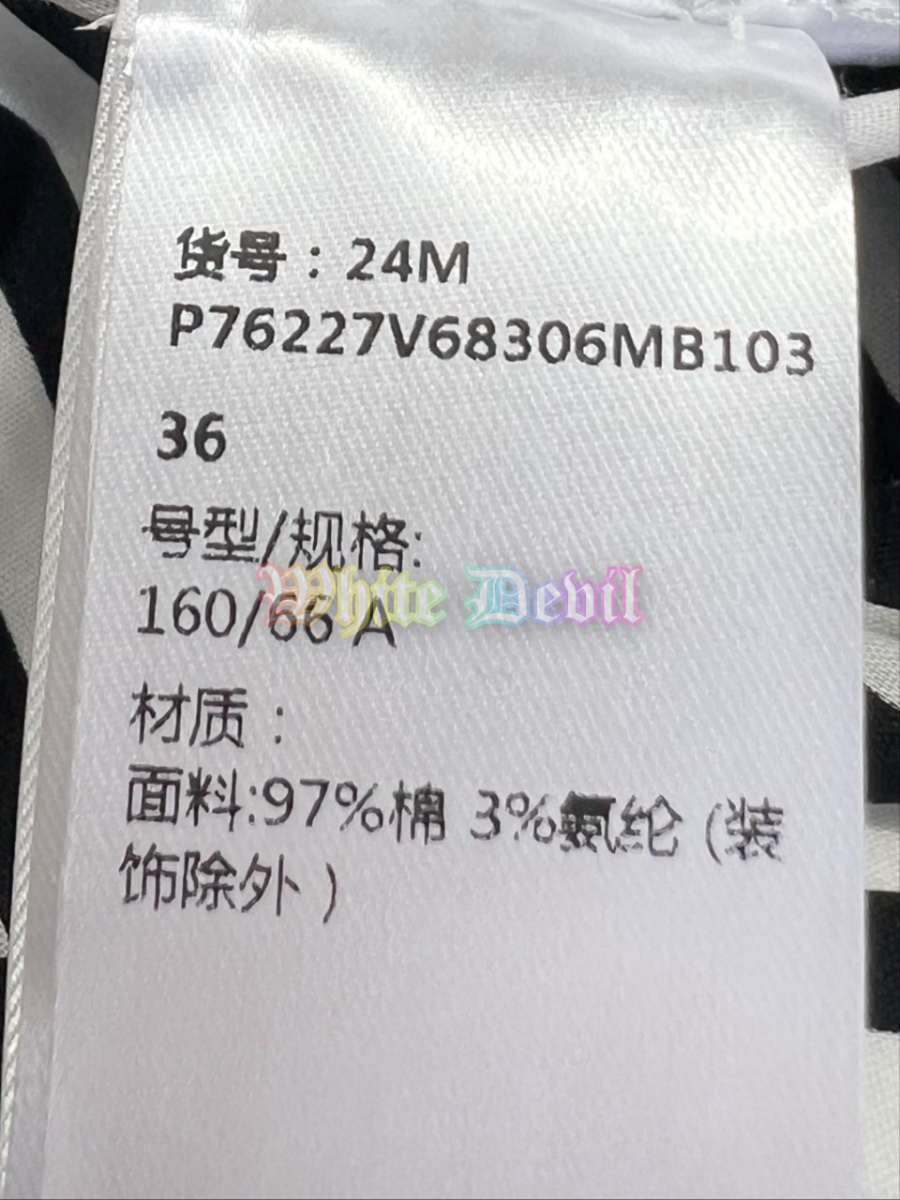 货号：24M
P76227V68306MB103
36
号型/规格:
160/66 A
White Devil
材质：
面料:97%棉 3%氨纶 (装
饰除外 )